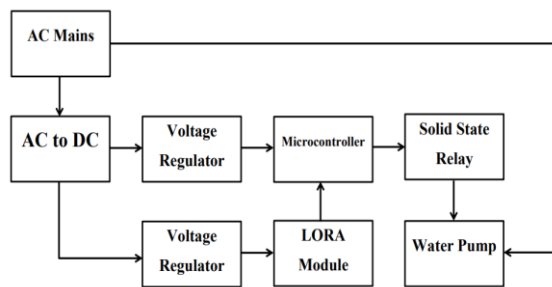 AC Mains
AC to DC
Voltage
Regulator
Microcontroller
Solid State
Relay
Voltage
Regulator
LORA
Module
Water Pump